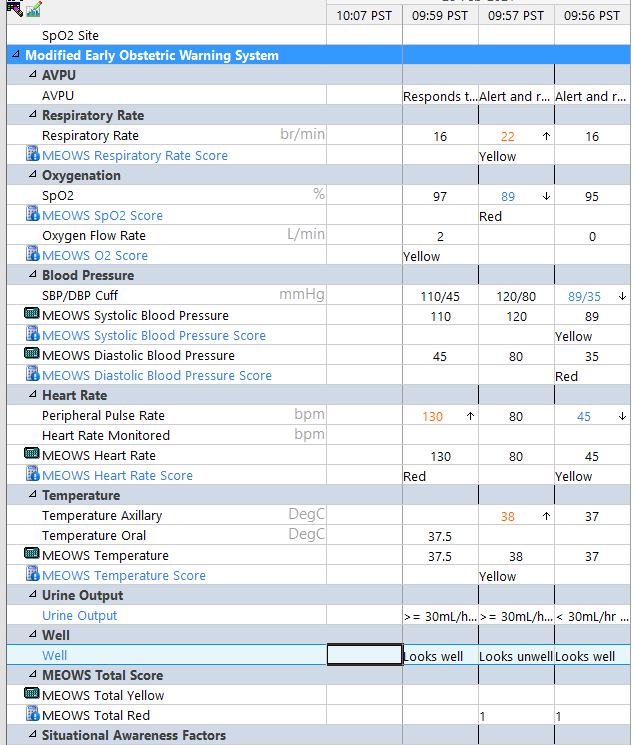 10:07 PST 09:59 PST 09:57 PST 09:56 PST
SpO2 Site
Modified Early Obstetric Warning System
AVPU
AVPU Responds t... Alert and r... Alert and r...
Respiratory Rate
Respiratory Rate br/min 16 22 ↑ 16
MEOWS Respiratory Rate Score Yellow
Oxygenation
SpO2 % 97 89 ↓ 95
MEOWS SpO2 Score Red
Oxygen Flow Rate L/min 2 0
MEOWS O2 Score Yellow
Blood Pressure
SBP/DBP Cuff mmHg 110/45 120/80 89/35 ↓
MEOWS Systolic Blood Pressure 110 120 89
MEOWS Systolic Blood Pressure Score Yellow
MEOWS Diastolic Blood Pressure 45 80 35
MEOWS Diastolic Blood Pressure Score Red
Heart Rate
Peripheral Pulse Rate bpm 130 ↑ 80 45 ↓
Heart Rate Monitored bpm
MEOWS Heart Rate 130 80 45
MEOWS Heart Rate Score Red Yellow
Temperature
Temperature Axillary DegC 38 ↑ 37
Temperature Oral DegC 37.5
MEOWS Temperature 37.5 38 37
MEOWS Temperature Score Yellow
Urine Output
Urine Output >= 30mL/h... >= 30mL/h... < 30mL/hr ...
Well
Well Looks well Looks unwell Looks well
MEOWS Total Score
MEOWS Total Yellow
MEOWS Total Red 1 1
Situational Awareness Factors